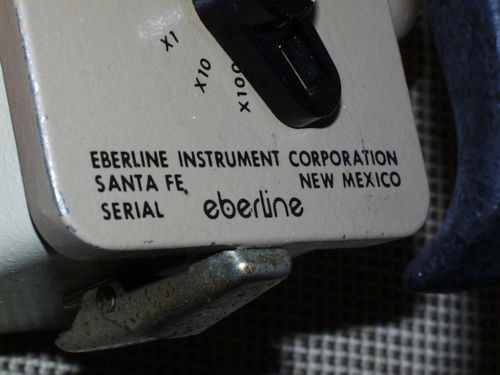 X1
X10
X100
EBERLINE INSTRUMENT CORPORATION
SANTA FE, NEW MEXICO
SERIAL eberline